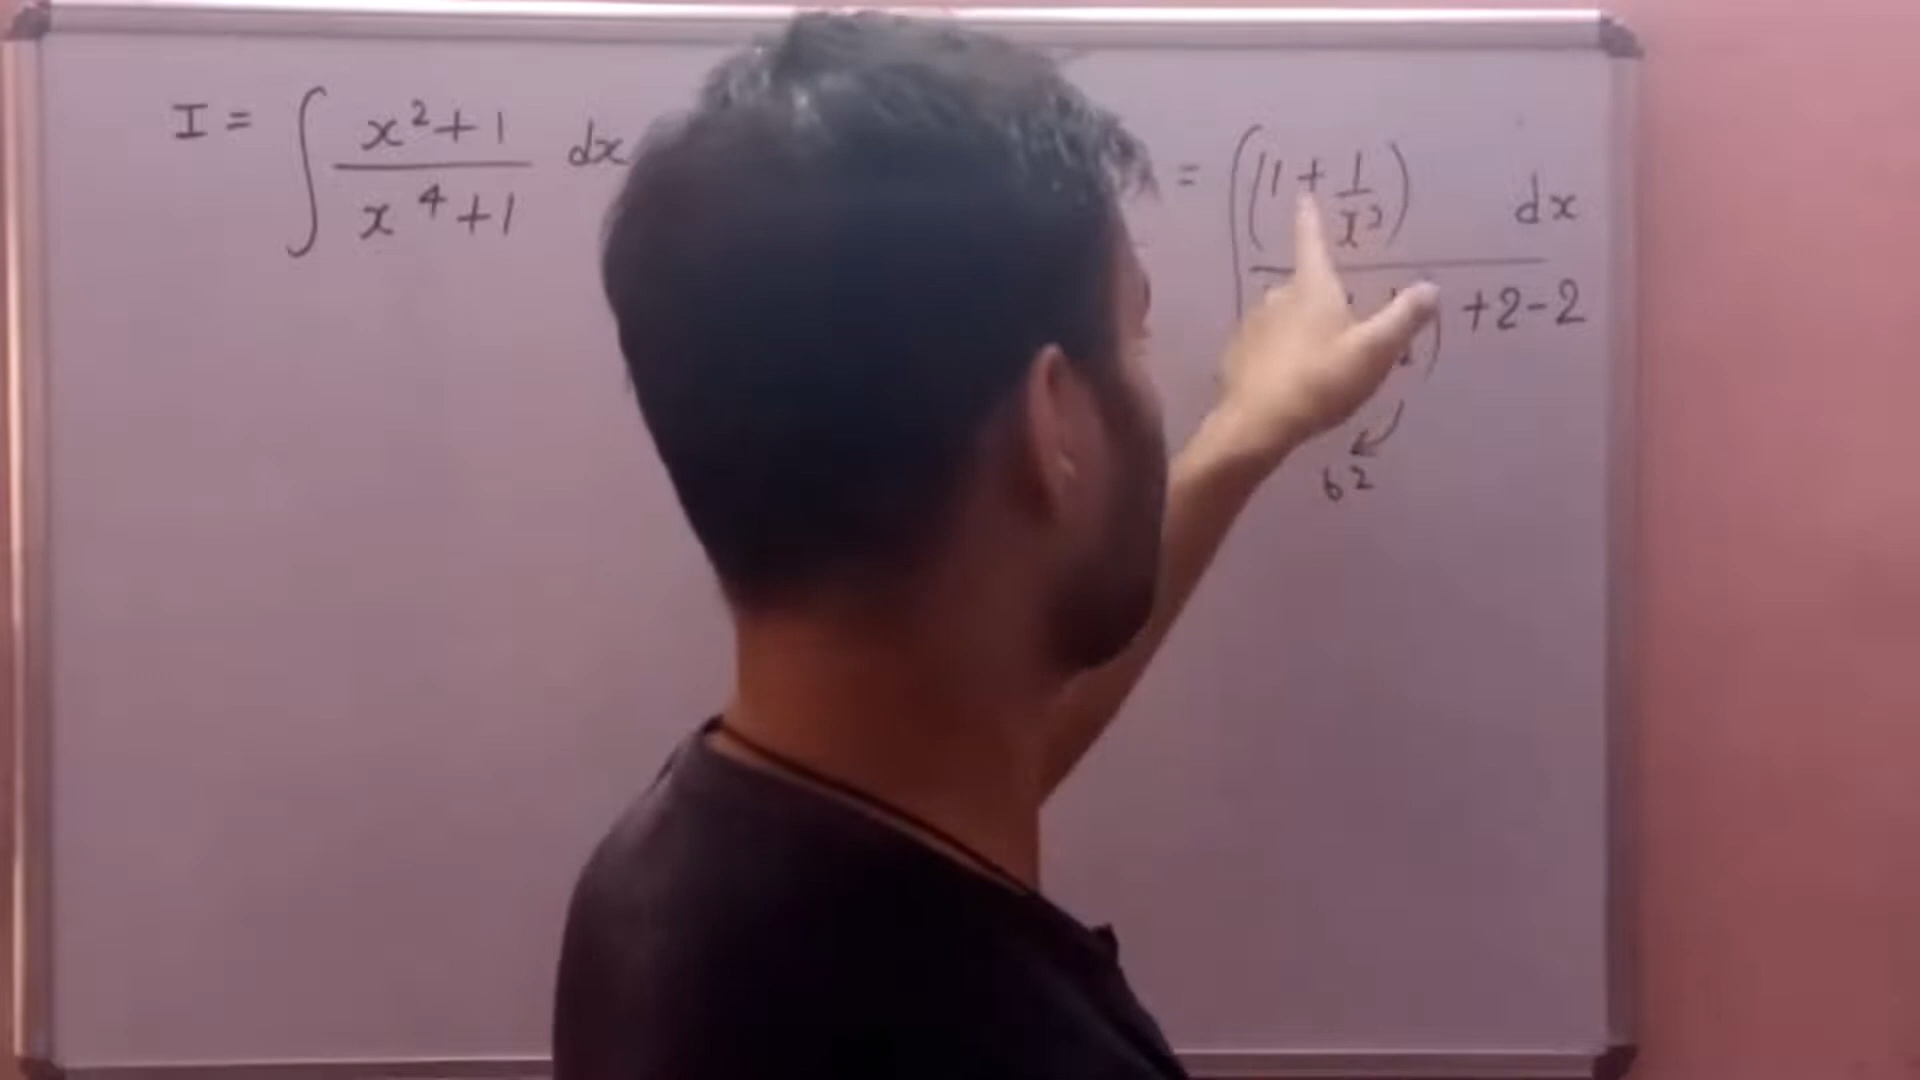 I = ∫ x²+1 / x⁴+1 dx
= ∫ (1 + 1/x²) dx
+2-2
b²